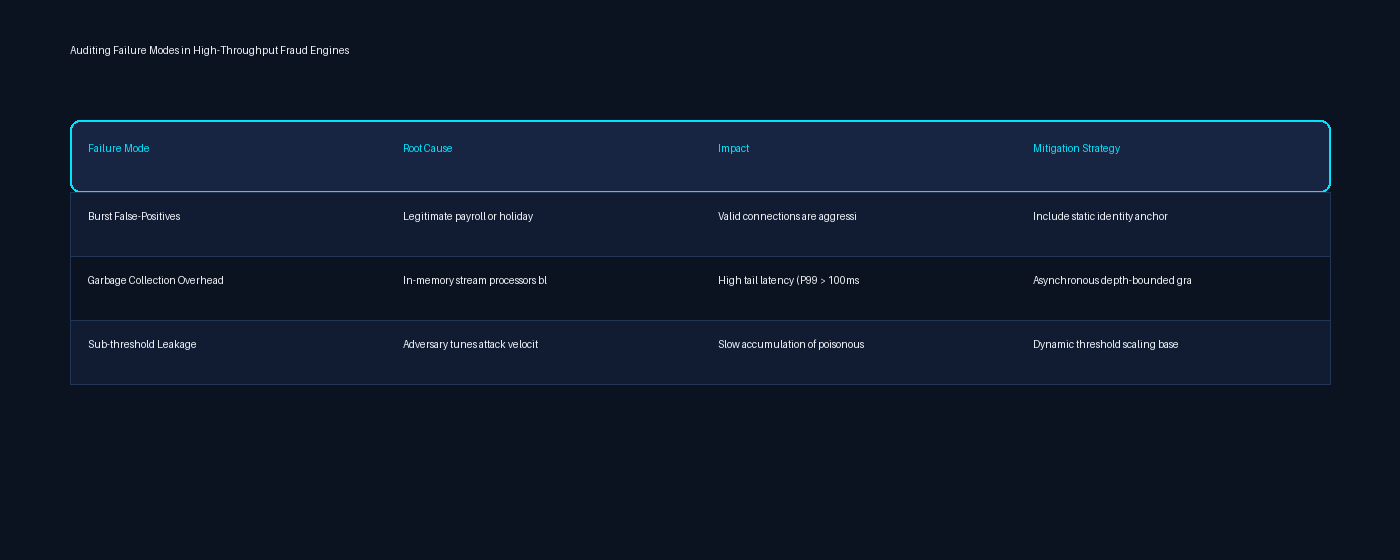 Auditing Failure Modes in High-Throughput Fraud Engines
Failure Mode Root Cause Impact Mitigation Strategy
Burst False-Positives Legitimate payroll or holiday Valid connections are aggressi Include static identity anchor
Garbage Collection Overhead In-memory stream processors bl High tail latency (P99 > 100ms Asynchronous depth-bounded gra
Sub-threshold Leakage Adversary tunes attack velocit Slow accumulation of poisonous Dynamic threshold scaling base